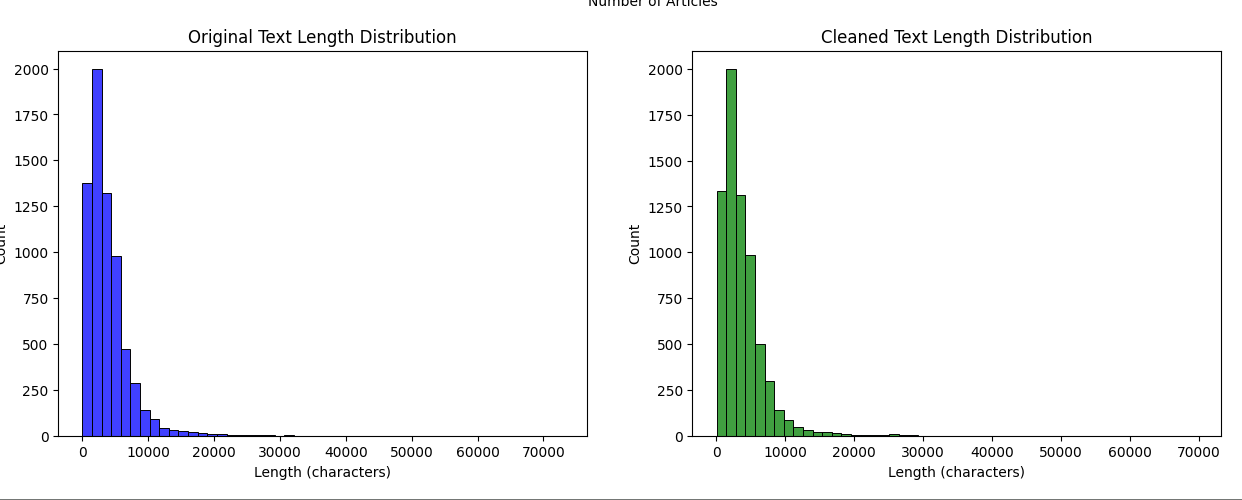 Number of Articles
Original Text Length Distribution
2000
1750
1500
1250
1000
750
500
250
0
Count
0 10000 20000 30000 40000 50000 60000 70000
Length (characters)
Cleaned Text Length Distribution
2000
1750
1500
1250
1000
750
500
250
0
Count
0 10000 20000 30000 40000 50000 60000 70000
Length (characters)